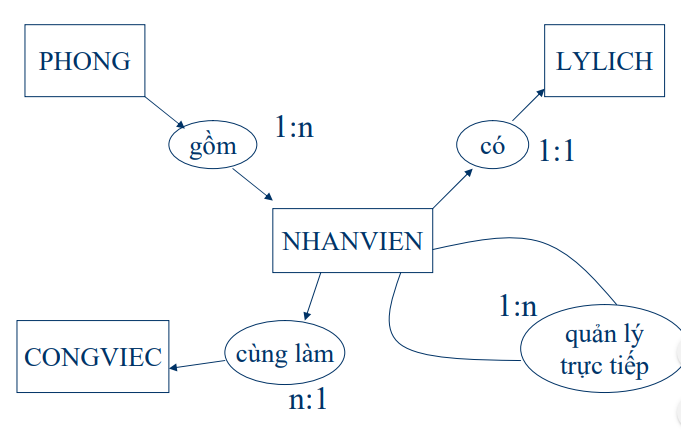 PHONG
LYLICH
gồm
1:n
có
1:1
NHANVIEN
1:n
quản lý
trực tiếp
CONGVIEC
cùng làm
n:1